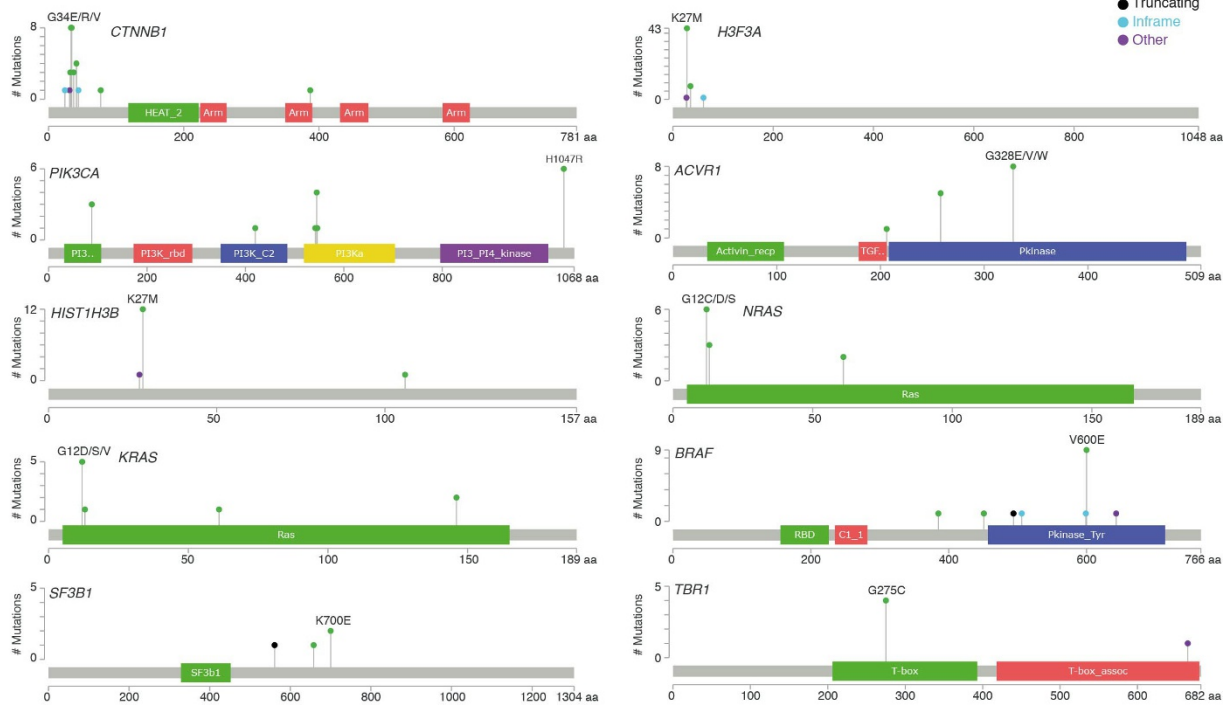 Truncating
Inframe
Other
G34E/R/V
CTNNB1
# Mutations
8
0
HEAT_2
Arm
Arm
Arm
Arm
0 200 400 600 781 aa
K27M
H3F3A
# Mutations
43
0
0 200 400 600 800 1048 aa
PIK3CA
H1047R
# Mutations
6
0
PI3..
PI3K_rbd
PI3K_C2
PI3Ka
PI3_PI4_kinase
0 200 400 600 800 1068 aa
G328E/V/W
ACVR1
# Mutations
8
0
Activin_recp
TGF..
Pkinase
0 100 200 300 400 509 aa
K27M
HIST1H3B
# Mutations
12
0
0 50 100 157 aa
G12C/D/S
NRAS
# Mutations
6
0
Ras
0 50 100 150 189 aa
G12D/S/V
KRAS
# Mutations
5
0
Ras
0 50 100 150 189 aa
V600E
BRAF
# Mutations
9
0
RBD
C1_1
Pkinase_Tyr
0 200 400 600 766 aa
SF3B1
K700E
# Mutations
5
0
SF3b1
0 200 400 600 800 1000 1200 1304 aa
G275C
TBR1
# Mutations
5
0
T-box
T-box_assoc
0 100 200 300 400 500 600 682 aa